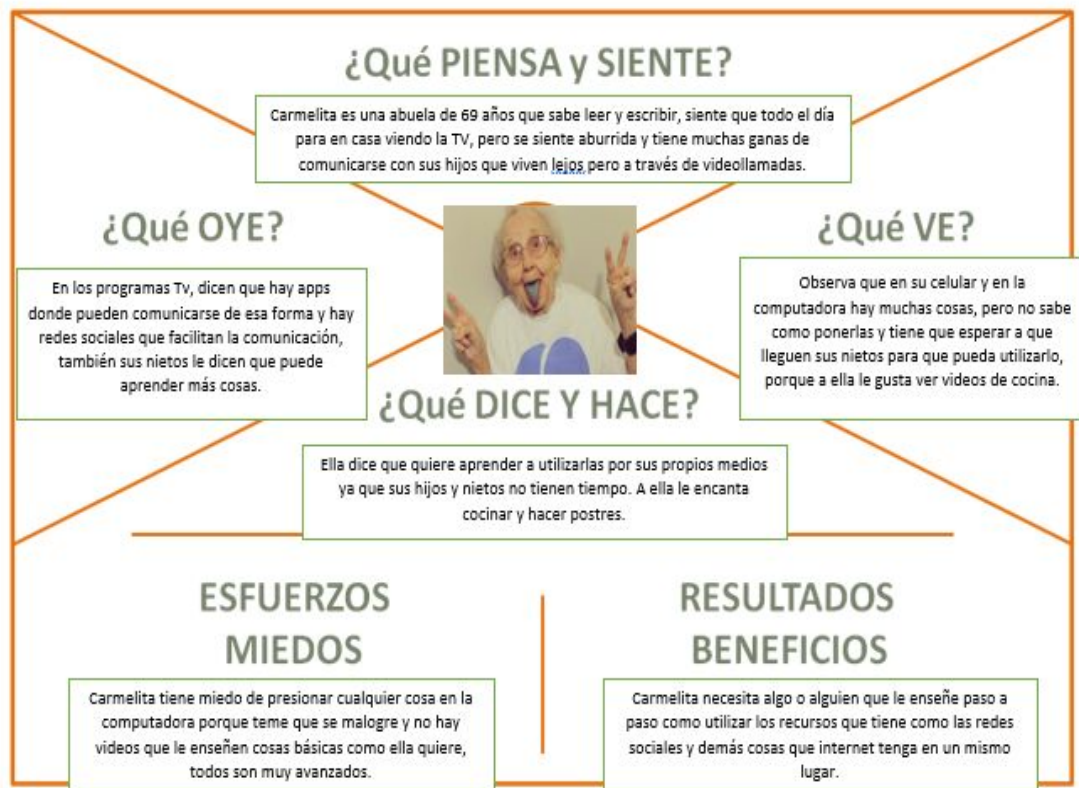 ¿Qué PIENSA y SIENTE?
Carmelita es una abuela de 69 años que sabe leer y escribir, siente que todo el día
para en casa viendo la TV, pero se siente aburrida y tiene muchas ganas de
comunicarse con sus hijos que viven lejos pero a través de videollamadas.
¿Qué OYE?
En los programas Tv, dicen que hay apps
donde pueden comunicarse de esa forma y hay
redes sociales que facilitan la comunicación,
también sus nietos le dicen que puede
aprender más cosas.
¿Qué VE?
Observa que en su celular y en la
computadora hay muchas cosas, pero no sabe
como ponerlas y tiene que esperar a que
lleguen sus nietos para que pueda utilizarlo,
porque a ella le gusta ver videos de cocina.
¿Qué DICE Y HACE?
Ella dice que quiere aprender a utilizarlas por sus propios medios
ya que sus hijos y nietos no tienen tiempo. A ella le encanta
cocinar y hacer postres.
ESFUERZOS
MIEDOS
Carmelita tiene miedo de presionar cualquier cosa en la
computadora porque teme que se malogre y no hay
videos que le enseñen cosas básicas como ella quiere,
todos son muy avanzados.
RESULTADOS
BENEFICIOS
Carmelita necesita algo o alguien que le enseñe paso a
paso como utilizar los recursos que tiene como las redes
sociales y demás cosas que internet tenga en un mismo
lugar.